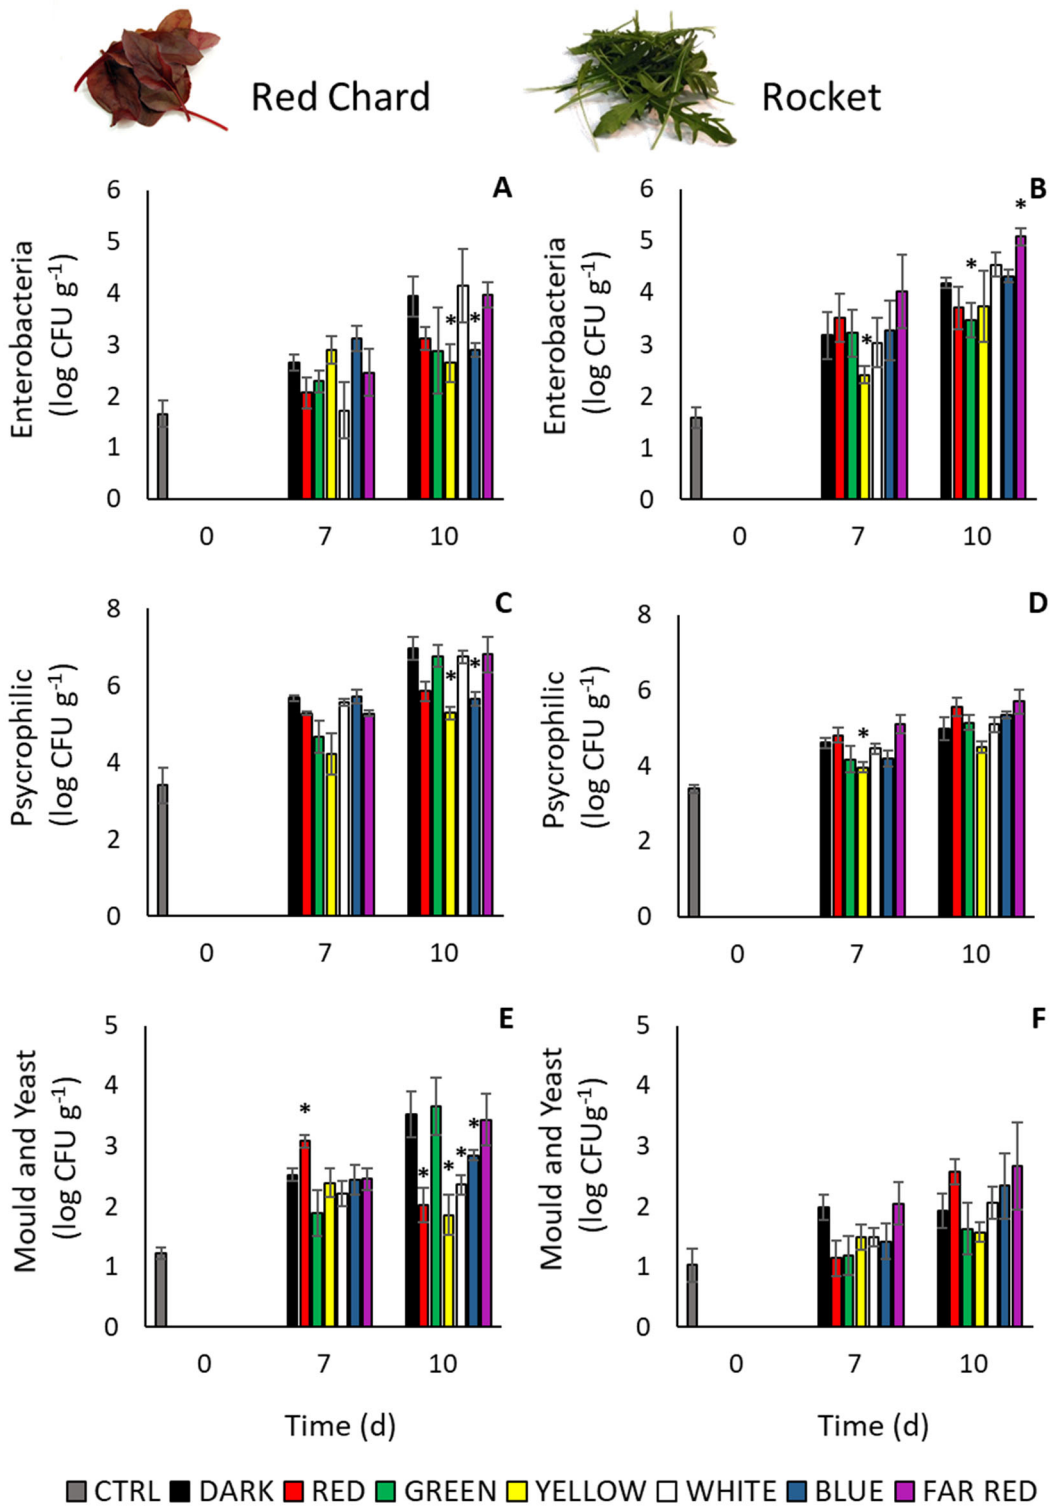 Red Chard
Rocket
A
Enterobacteria
(log CFU g-1)
6
5
4
3
2
1
0
*
*
0 7 10
B
Enterobacteria
(log CFU g-1)
6
5
4
3
2
1
0
*
*
*
0 7 10
C
Psycrophilic
(log CFU g-1)
8
6
4
2
0
*
*
0 7 10
D
Psycrophilic
(log CFU g-1)
8
6
4
2
0
*
0 7 10
E
Mould and Yeast
(log CFU g-1)
5
4
3
2
1
0
*
*
*
*
*
0 7 10
Time (d)
F
Mould and Yeast
(log CFUg-1)
5
4
3
2
1
0
0 7 10
Time (d)
CTRL DARK RED GREEN YELLOW WHITE BLUE FAR RED